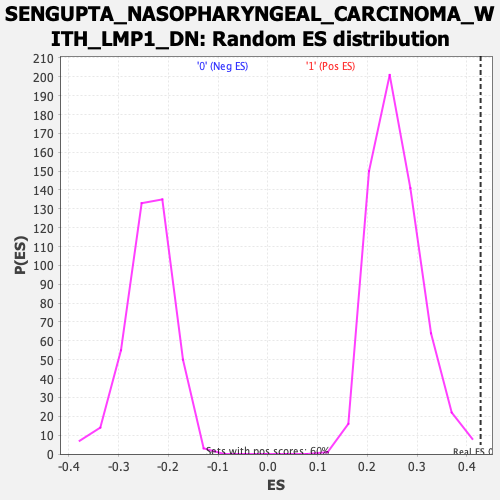 SENGUPTA_NASOPHARYNGEAL_CARCINOMA_W
ITH_LMP1_DN: Random ES distribution
'0' (Neg ES) '1' (Pos ES)
210
200
190
180
170
160
150
140
130
120
110
100
90
80
70
60
50
40
30
20
10
0
P(ES)
Sets with pos scores: 60%
Real ES 0
-0.4 -0.3 -0.2 -0.1 0.0 0.1 0.2 0.3 0.4
ES